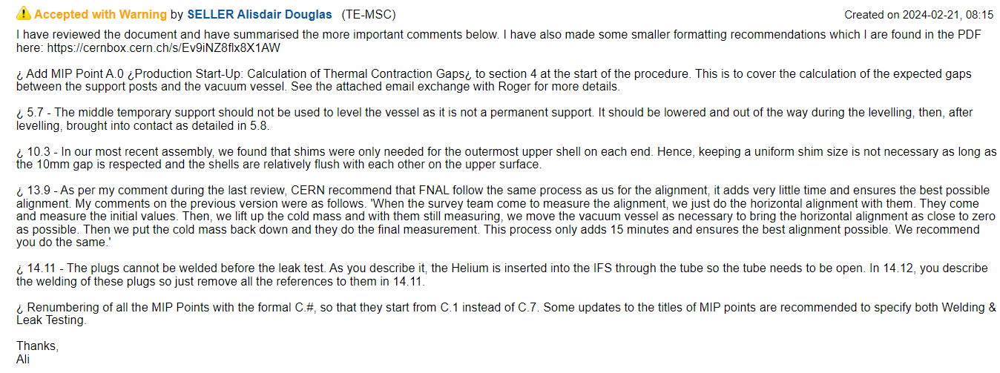 Accepted with Warning by SELLER Alisdair Douglas (TE-MSC) Created on 2024-02-21, 08:15
I have reviewed the document and have summarised the more important comments below. I have also made some smaller formatting recommendations which I are found in the PDF
here: https://cernbox.cern.ch/s/Ev9iNZ8flx8X1AW
¿ Add MIP Point A.0 ¿Production Start-Up: Calculation of Thermal Contraction Gaps¿ to section 4 at the start of the procedure. This is to cover the calculation of the expected gaps
between the support posts and the vacuum vessel. See the attached email exchange with Roger for more details.
¿ 5.7 - The middle temporary support should not be used to level the vessel as it is not a permanent support. It should be lowered and out of the way during the levelling, then, after
levelling, brought into contact as detailed in 5.8.
¿ 10.3 - In our most recent assembly, we found that shims were only needed for the outermost upper shell on each end. Hence, keeping a uniform shim size is not necessary as long as
the 10mm gap is respected and the shells are relatively flush with each other on the upper surface.
¿ 13.9 - As per my comment during the last review, CERN recommend that FNAL follow the same process as us for the alignment, it adds very little time and ensures the best possible
alignment. My comments on the previous version were as follows. 'When the survey team come to measure the alignment, we just do the horizontal alignment with them. They come
and measure the initial values. Then, we lift up the cold mass and with them still measuring, we move the vacuum vessel as necessary to bring the horizontal alignment as close to zero
as possible. Then we put the cold mass back down and they do the final measurement. This process only adds 15 minutes and ensures the best alignment possible. We recommend
you do the same.'
¿ 14.11 - The plugs cannot be welded before the leak test. As you describe it, the Helium is inserted into the IFS through the tube so the tube needs to be open. In 14.12, you describe
the welding of these plugs so just remove all the references to them in 14.11.
¿ Renumbering of all the MIP Points with the formal C.#, so that they start from C.1 instead of C.7. Some updates to the titles of MIP points are recommended to specify both Welding &
Leak Testing.
Thanks,
Ali